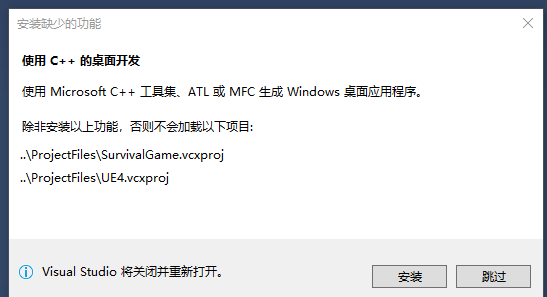 安装缺少的功能
使用 C++ 的桌面开发
使用 Microsoft C++ 工具集、ATL 或 MFC 生成 Windows 桌面应用程序。
除非安装以上功能，否则不会加载以下项目:
..\ProjectFiles\SurvivalGame.vcxproj
..\ProjectFiles\UE4.vcxproj
Visual Studio 将关闭并重新打开。
安装
跳过